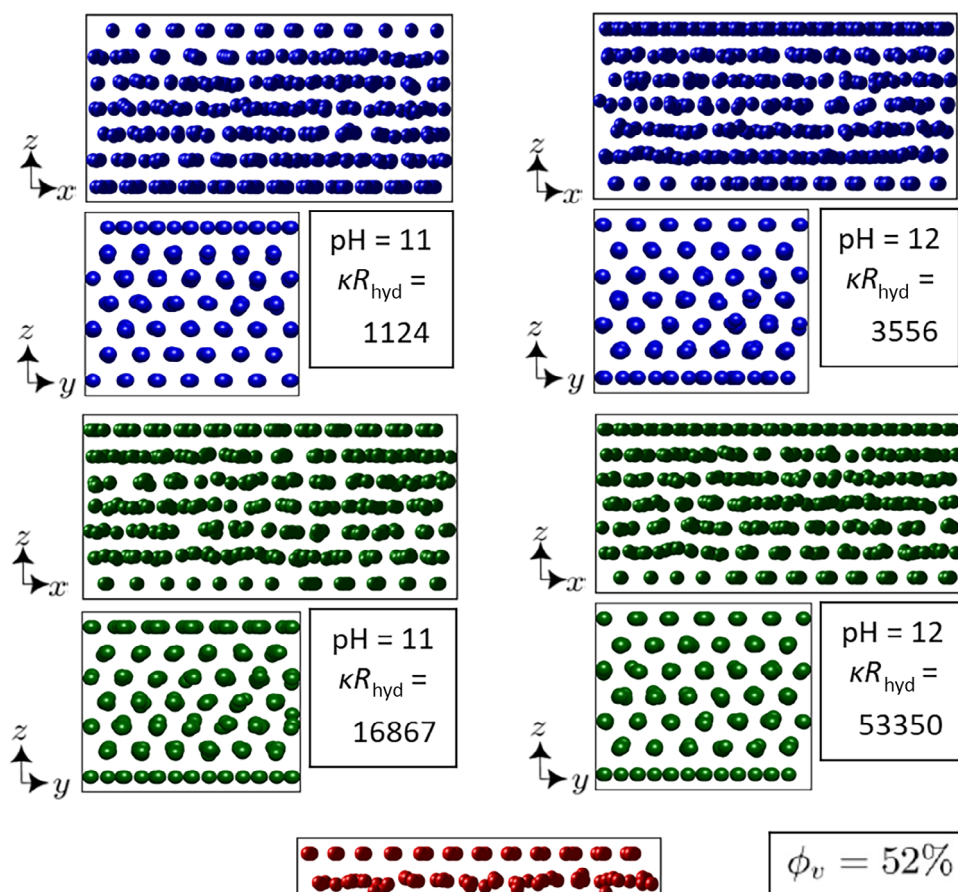 z
x
z
x
z
y
pH = 11
κR_hyd =
1124
z
y
pH = 12
κR_hyd =
3556
z
x
z
x
z
y
pH = 11
κR_hyd =
16867
z
y
pH = 12
κR_hyd =
53350
ϕ_v = 52%